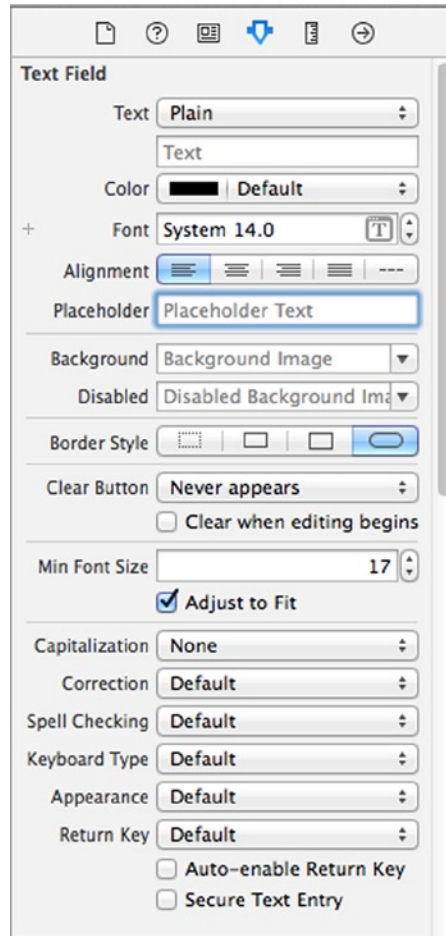 Text Field
Text Plain
Text
Color Default
+ Font System 14.0 T
Alignment ---
Placeholder Placeholder Text
Background Background Image
Disabled Disabled Background Ima
Border Style
Clear Button Never appears
Clear when editing begins
Min Font Size 17
Adjust to Fit
Capitalization None
Correction Default
Spell Checking Default
Keyboard Type Default
Appearance Default
Return Key Default
Auto-enable Return Key
Secure Text Entry